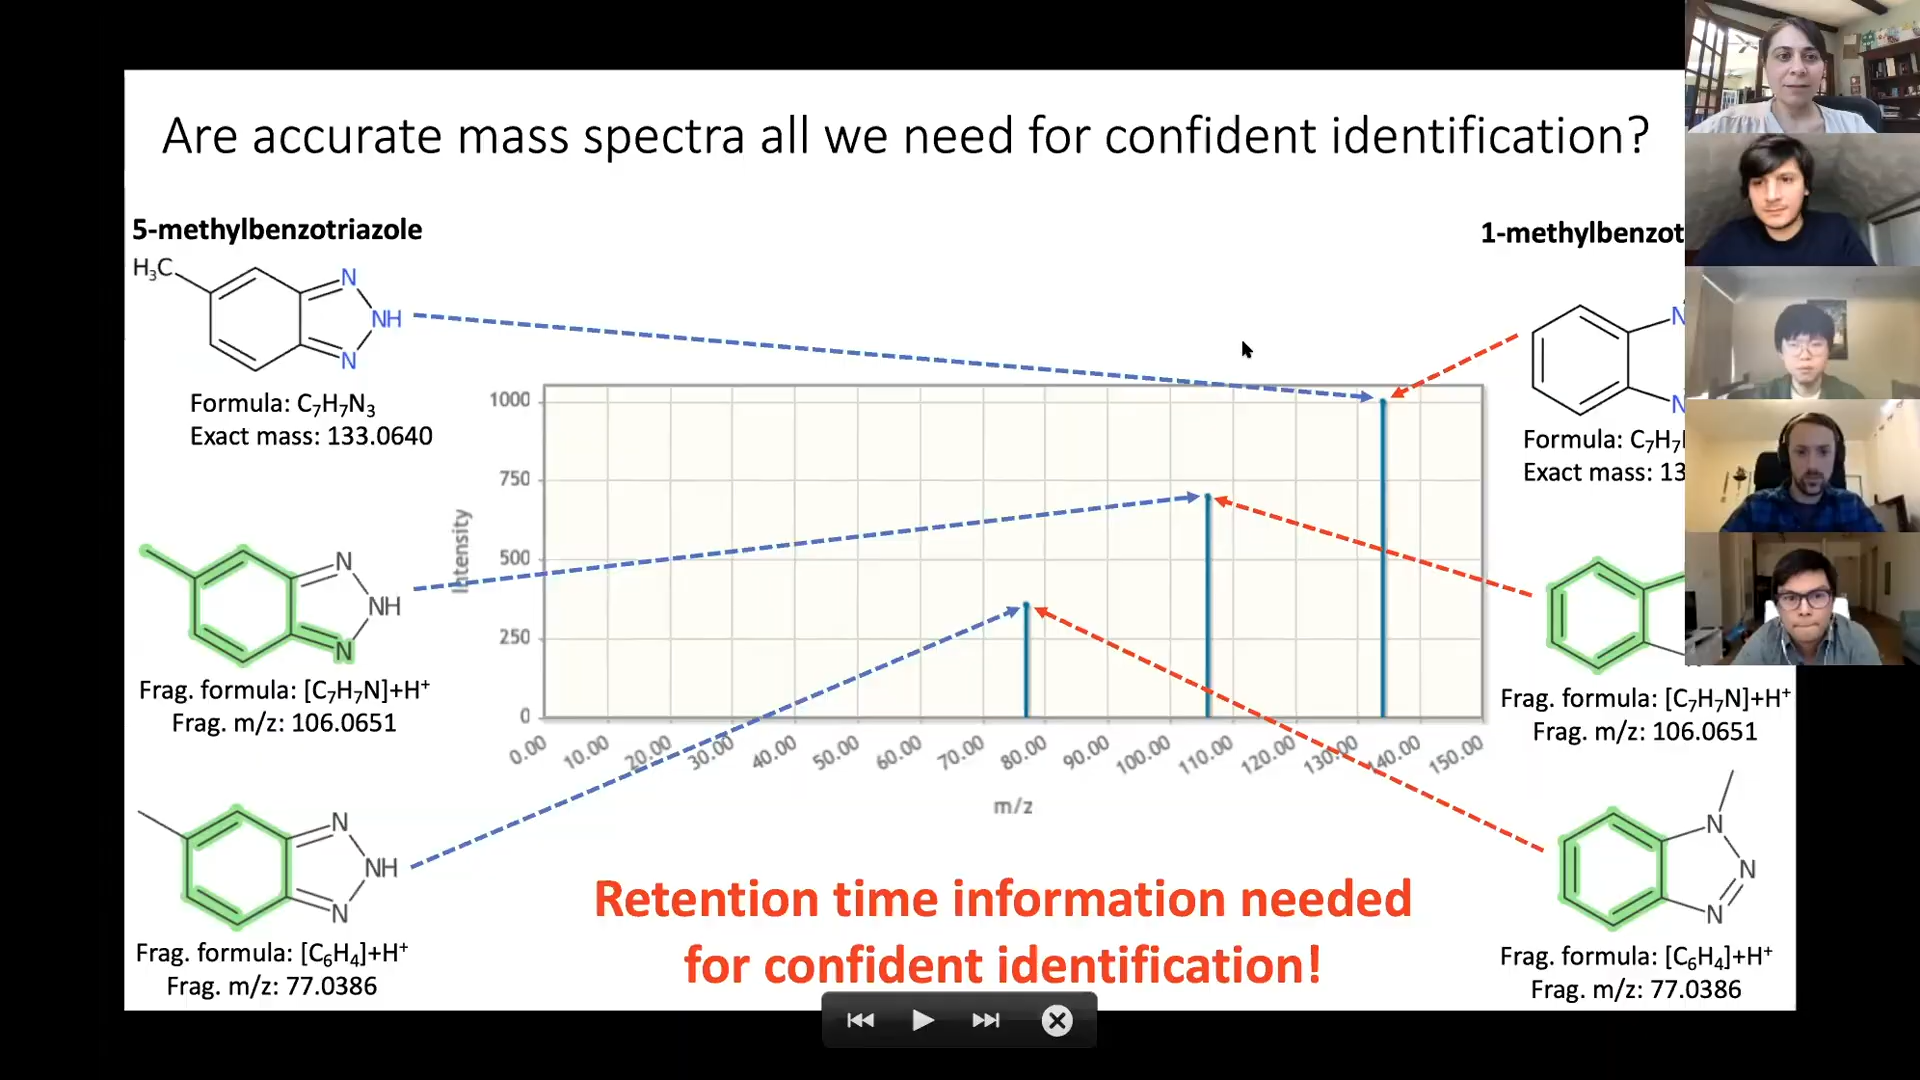 Are accurate mass spectra all we need for confident identification?
5-methylbenzotriazole
H₃C
N
NH
N
Formula: C₇H₇N₃
Exact mass: 133.0640
N
NH
N
Frag. formula: [C₇H₇N]+H⁺
Frag. m/z: 106.0651
N
NH
N
Frag. formula: [C₆H₄]+H⁺
Frag. m/z: 77.0386
1000
750
500
250
0
Intensity
0.00 10.00 20.00 30.00 40.00 50.00 60.00 70.00 80.00 90.00 100.00 110.00 120.00 130.00 140.00 150.00
m/z
Retention time information needed
for confident identification!
1-methylbenzot
N
N
Formula: C₇H₇
Exact mass: 13
Frag. formula: [C₇H₇N]+H⁺
Frag. m/z: 106.0651
N
N
N
Frag. formula: [C₆H₄]+H⁺
Frag. m/z: 77.0386